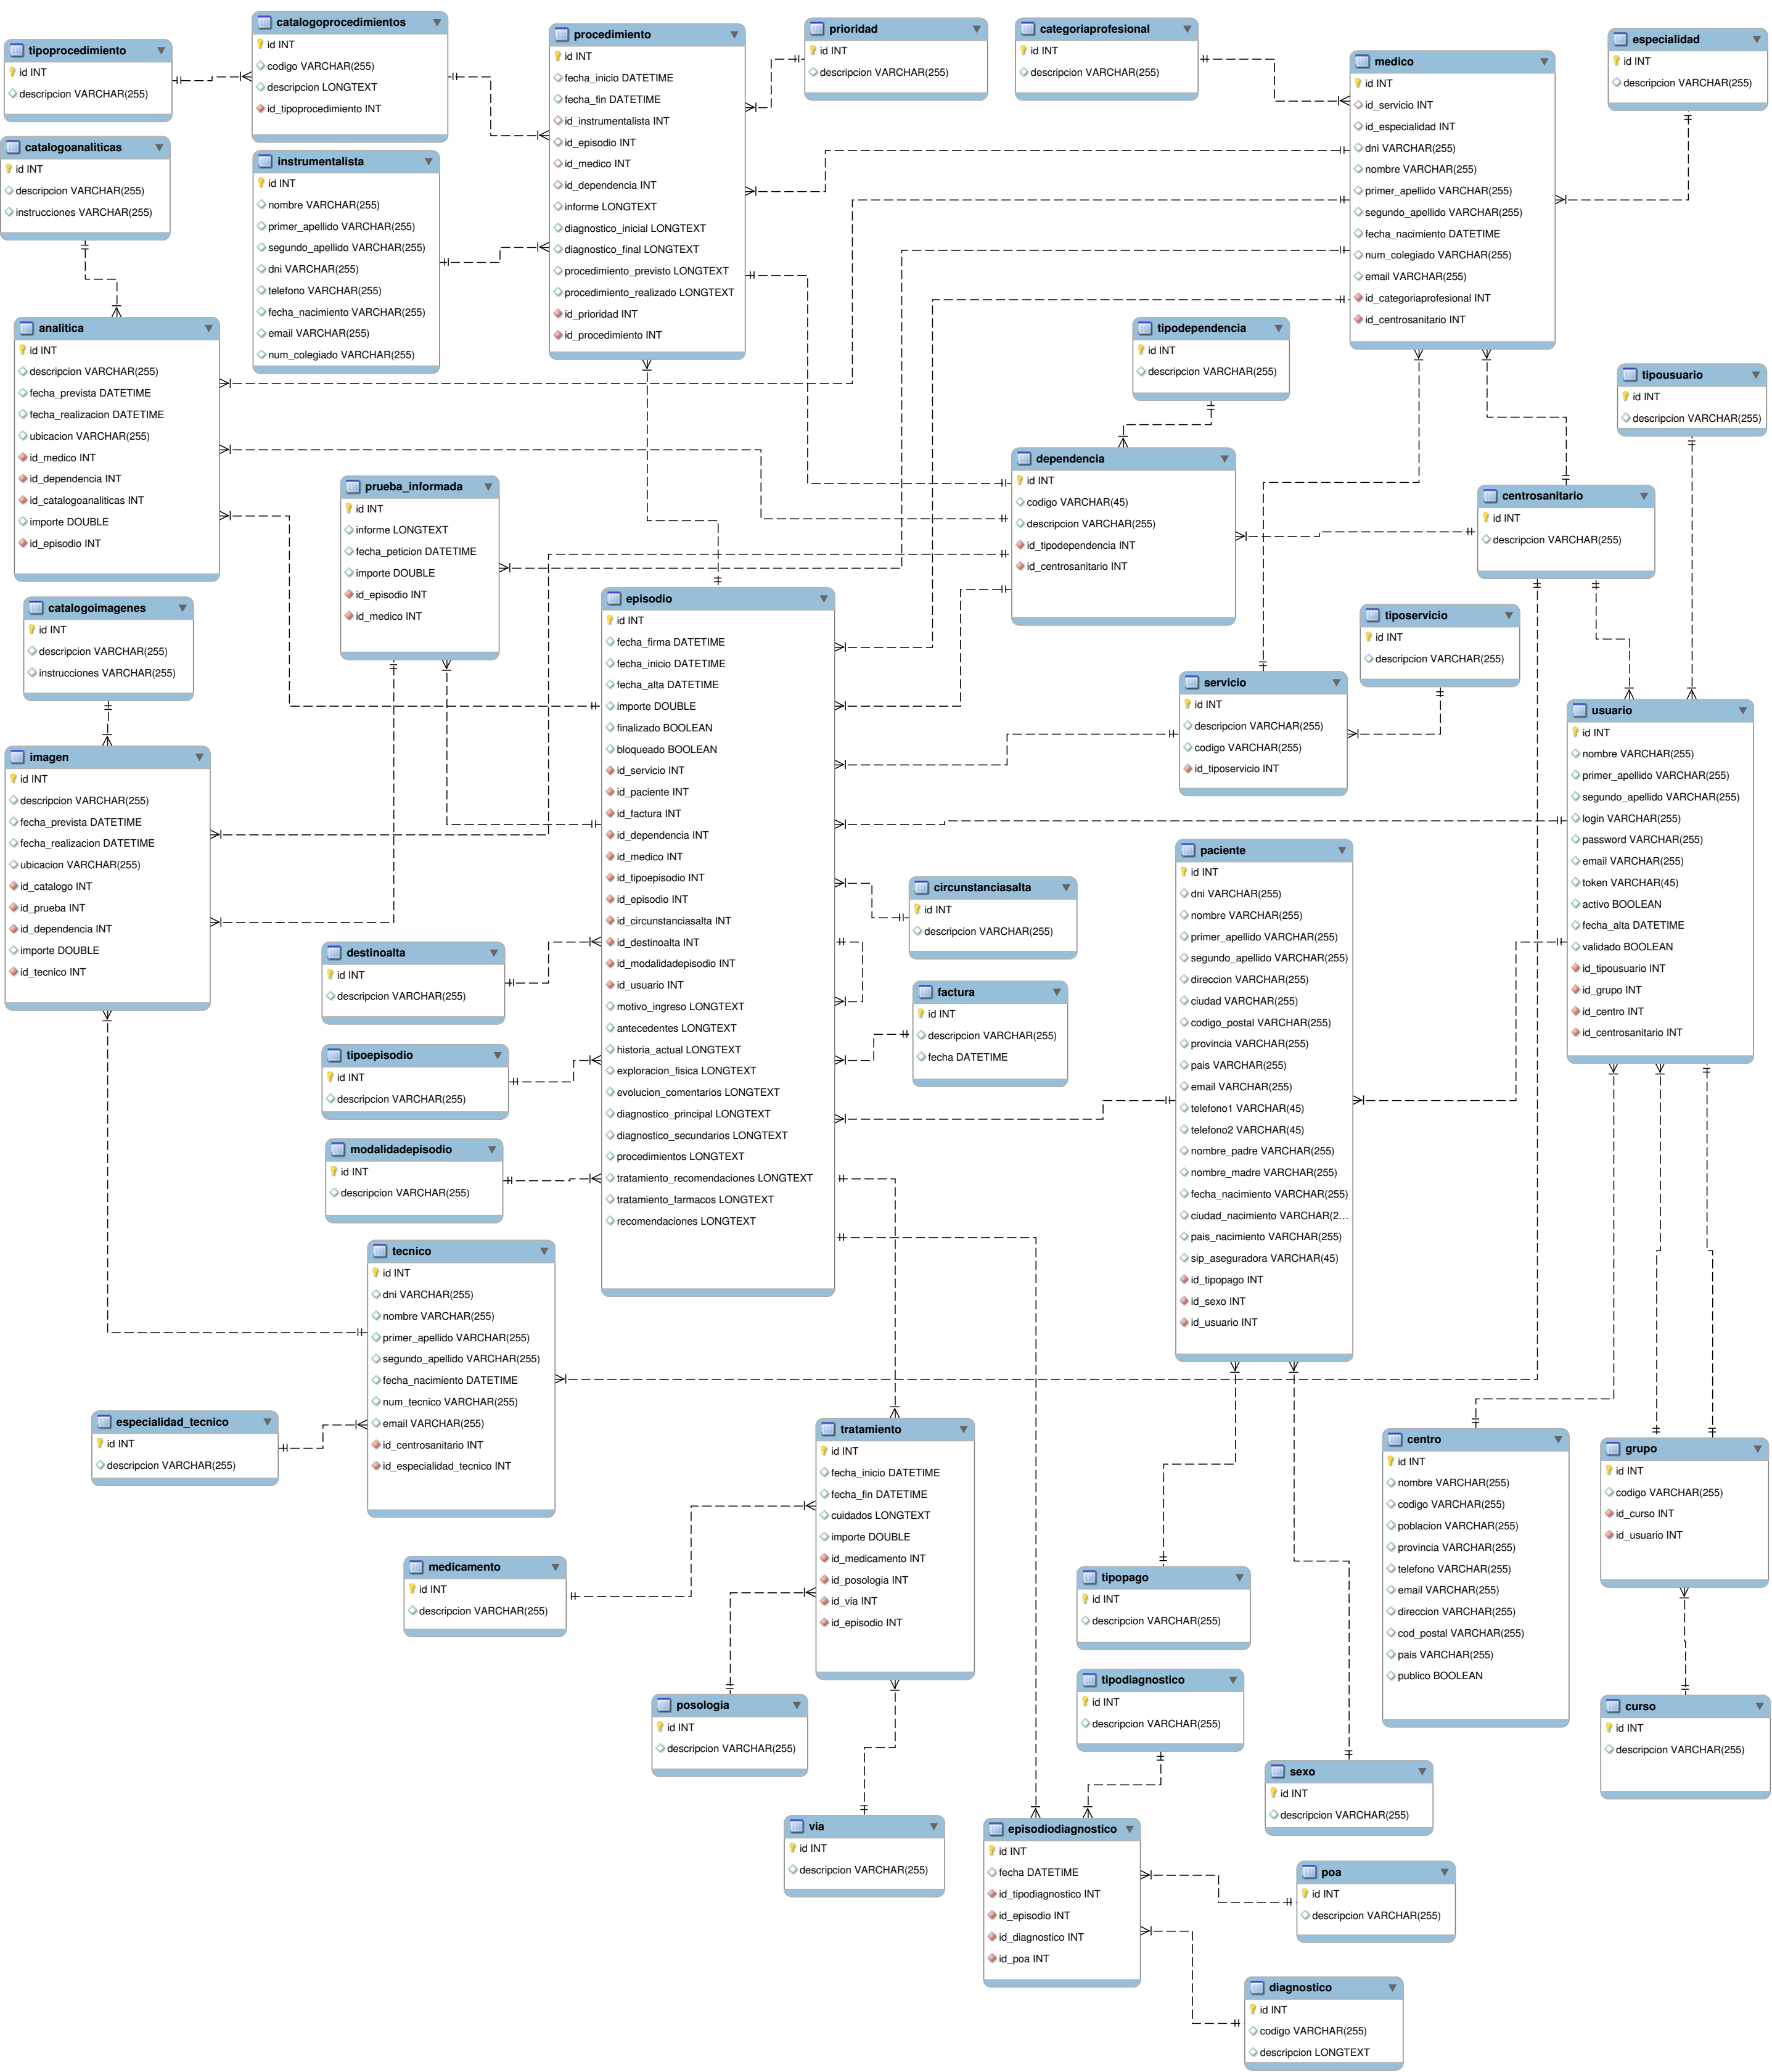 tipoprocedimiento
id INT
descripcion VARCHAR(255)
catalogoprocedimientos
id INT
codigo VARCHAR(255)
descripcion LONGTEXT
id_tipoprocedimiento INT
procedimiento
id INT
fecha_inicio DATETIME
fecha_fin DATETIME
id_instrumentalista INT
id_episodio INT
id_medico INT
id_dependencia INT
informe LONGTEXT
diagnostico_inicial LONGTEXT
diagnostico_final LONGTEXT
procedimiento_previsto LONGTEXT
procedimiento_realizado LONGTEXT
id_prioridad INT
id_procedimiento INT
prioridad
id INT
descripcion VARCHAR(255)
categoriaprofesional
id INT
descripcion VARCHAR(255)
medico
id INT
id_servicio INT
id_especialidad INT
dni VARCHAR(255)
nombre VARCHAR(255)
primer_apellido VARCHAR(255)
segundo_apellido VARCHAR(255)
fecha_nacimiento DATETIME
num_colegiado VARCHAR(255)
email VARCHAR(255)
id_categoriaprofesional INT
id_centrosanitario INT
especialidad
id INT
descripcion VARCHAR(255)
catalogoanaliticas
id INT
descripcion VARCHAR(255)
instrucciones VARCHAR(255)
instrumentalista
id INT
nombre VARCHAR(255)
primer_apellido VARCHAR(255)
segundo_apellido VARCHAR(255)
dni VARCHAR(255)
telefono VARCHAR(255)
fecha_nacimiento VARCHAR(255)
email VARCHAR(255)
num_colegiado VARCHAR(255)
analitica
id INT
descripcion VARCHAR(255)
fecha_prevista DATETIME
fecha_realizacion DATETIME
ubicacion VARCHAR(255)
id_medico INT
id_dependencia INT
id_catalogoanaliticas INT
importe DOUBLE
id_episodio INT
tipodependencia
id INT
descripcion VARCHAR(255)
tipousuario
id INT
descripcion VARCHAR(255)
dependencia
id INT
codigo VARCHAR(45)
descripcion VARCHAR(255)
id_tipodependencia INT
id_centrosanitario INT
prueba_informada
id INT
informe LONGTEXT
fecha_peticion DATETIME
importe DOUBLE
id_episodio INT
id_medico INT
centrosanitario
id INT
descripcion VARCHAR(255)
catalogoimagenes
id INT
descripcion VARCHAR(255)
instrucciones VARCHAR(255)
episodio
id INT
fecha_firma DATETIME
fecha_inicio DATETIME
fecha_alta DATETIME
importe DOUBLE
finalizado BOOLEAN
bloqueado BOOLEAN
id_servicio INT
id_paciente INT
id_factura INT
id_dependencia INT
id_medico INT
id_tipoepisodio INT
id_episodio INT
id_circunstanciasalta INT
id_destinoalta INT
id_modalidadepisodio INT
id_usuario INT
motivo_ingreso LONGTEXT
antecedentes LONGTEXT
historia_actual LONGTEXT
exploracion_fisica LONGTEXT
evolucion_comentarios LONGTEXT
diagnostico_principal LONGTEXT
diagnostico_secundarios LONGTEXT
procedimientos LONGTEXT
tratamiento_recomendaciones LONGTEXT
tratamiento_farmacos LONGTEXT
recomendaciones LONGTEXT
tiposervicio
id INT
descripcion VARCHAR(255)
servicio
id INT
descripcion VARCHAR(255)
codigo VARCHAR(255)
id_tiposervicio INT
usuario
id INT
nombre VARCHAR(255)
primer_apellido VARCHAR(255)
segundo_apellido VARCHAR(255)
login VARCHAR(255)
password VARCHAR(255)
email VARCHAR(255)
token VARCHAR(45)
activo BOOLEAN
fecha_alta DATETIME
validado BOOLEAN
id_tipousuario INT
id_grupo INT
id_centro INT
id_centrosanitario INT
imagen
id INT
descripcion VARCHAR(255)
fecha_prevista DATETIME
fecha_realizacion DATETIME
ubicacion VARCHAR(255)
id_catalogo INT
id_prueba INT
id_dependencia INT
importe DOUBLE
id_tecnico INT
paciente
id INT
dni VARCHAR(255)
nombre VARCHAR(255)
primer_apellido VARCHAR(255)
segundo_apellido VARCHAR(255)
direccion VARCHAR(255)
ciudad VARCHAR(255)
codigo_postal VARCHAR(255)
provincia VARCHAR(255)
pais VARCHAR(255)
email VARCHAR(255)
telefono1 VARCHAR(45)
telefono2 VARCHAR(45)
nombre_padre VARCHAR(255)
nombre_madre VARCHAR(255)
fecha_nacimiento VARCHAR(255)
ciudad_nacimiento VARCHAR(2...
pais_nacimiento VARCHAR(255)
sip_aseguradora VARCHAR(45)
id_tipopago INT
id_sexo INT
id_usuario INT
circunstanciasalta
id INT
descripcion VARCHAR(255)
destinoalta
id INT
descripcion VARCHAR(255)
factura
id INT
descripcion VARCHAR(255)
fecha DATETIME
tipoepisodio
id INT
descripcion VARCHAR(255)
modalidadepisodio
id INT
descripcion VARCHAR(255)
tecnico
id INT
dni VARCHAR(255)
nombre VARCHAR(255)
primer_apellido VARCHAR(255)
segundo_apellido VARCHAR(255)
fecha_nacimiento DATETIME
num_tecnico VARCHAR(255)
email VARCHAR(255)
id_centrosanitario INT
id_especialidad_tecnico INT
especialidad_tecnico
id INT
descripcion VARCHAR(255)
tratamiento
id INT
fecha_inicio DATETIME
fecha_fin DATETIME
cuidados LONGTEXT
importe DOUBLE
id_medicamento INT
id_posologia INT
id_via INT
id_episodio INT
centro
id INT
nombre VARCHAR(255)
codigo VARCHAR(255)
poblacion VARCHAR(255)
provincia VARCHAR(255)
telefono VARCHAR(255)
email VARCHAR(255)
direccion VARCHAR(255)
cod_postal VARCHAR(255)
pais VARCHAR(255)
publico BOOLEAN
grupo
id INT
codigo VARCHAR(255)
id_curso INT
id_usuario INT
medicamento
id INT
descripcion VARCHAR(255)
tipopago
id INT
descripcion VARCHAR(255)
tipodiagnostico
id INT
descripcion VARCHAR(255)
posologia
id INT
descripcion VARCHAR(255)
curso
id INT
descripcion VARCHAR(255)
sexo
id INT
descripcion VARCHAR(255)
via
id INT
descripcion VARCHAR(255)
episodiodiagnostico
id INT
fecha DATETIME
id_tipodiagnostico INT
id_episodio INT
id_diagnostico INT
id_poa INT
poa
id INT
descripcion VARCHAR(255)
diagnostico
id INT
codigo VARCHAR(255)
descripcion LONGTEXT